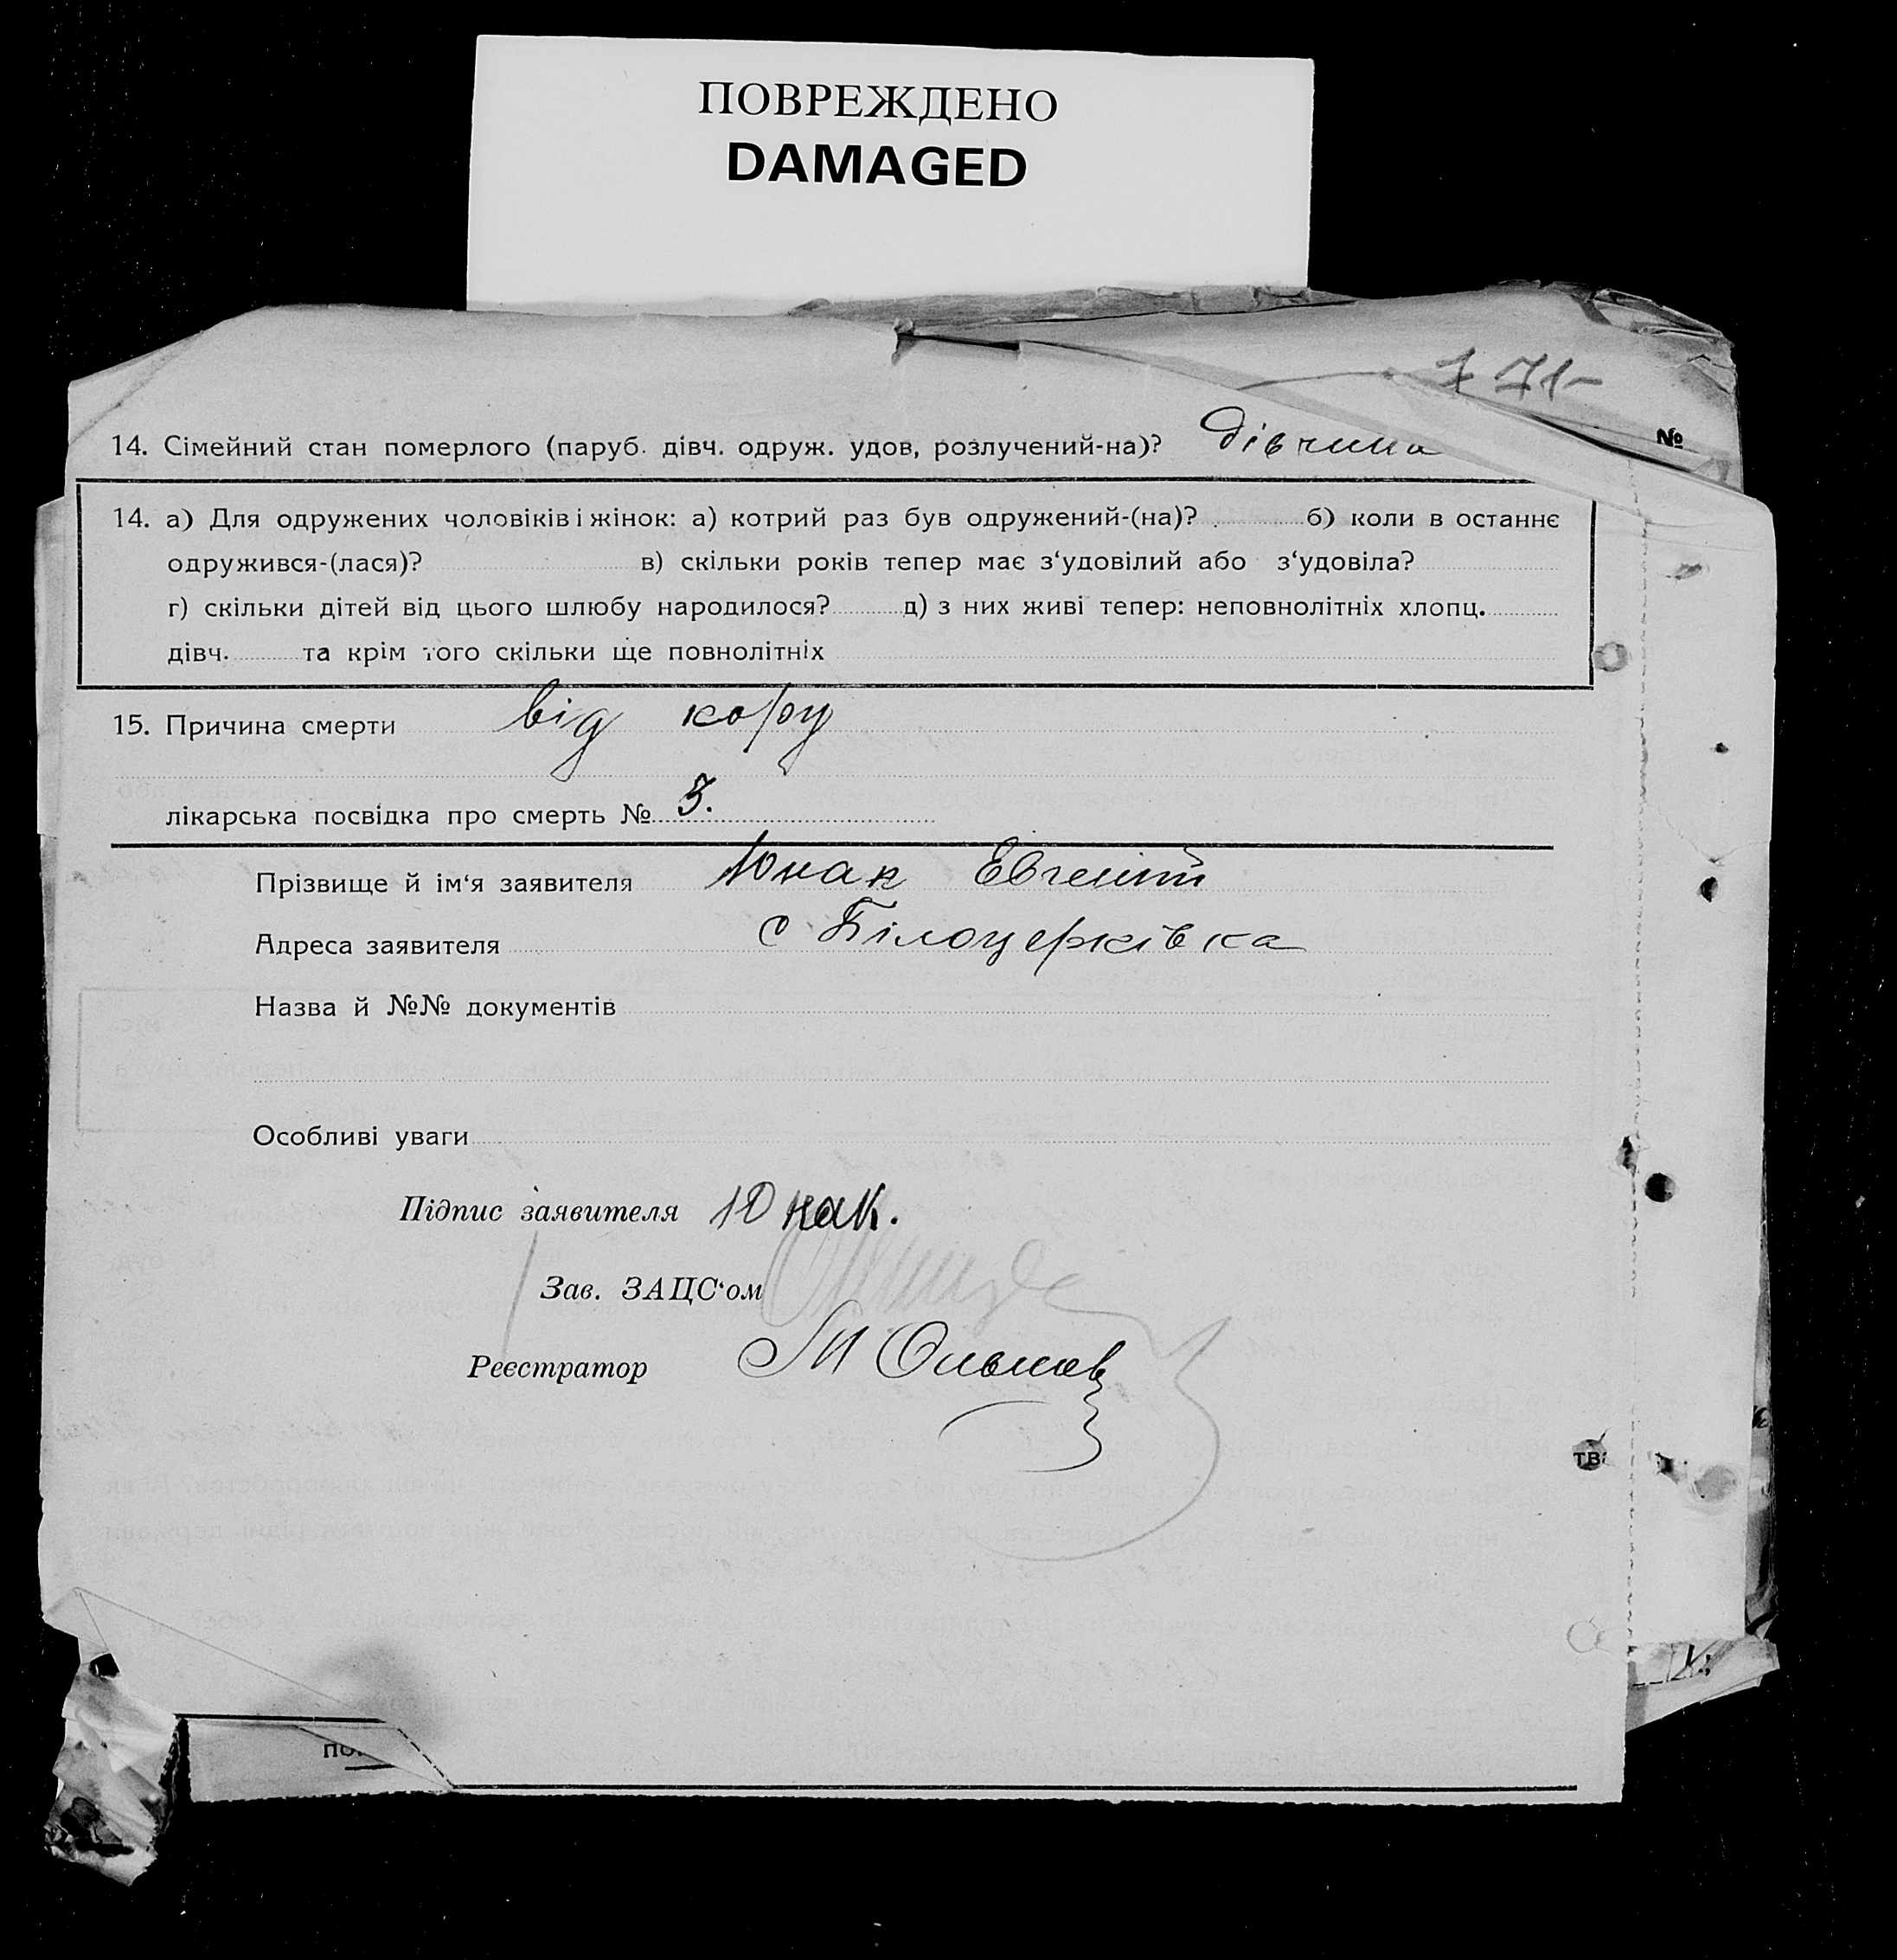 ПОВРЕЖДЕНО
DAMAGED
171-
14. Сімейний стан померлого (паруб. дівч. одруж. удов, розлучений-на)? дівчина
№
14. а) Для одружених чоловіків і жінок: а) котрий раз був одружений-(на)? б) коли в останнє
одружився-(лася)? в) скільки років тепер має з‘удовілий або з‘удовіла?
г) скільки дітей від цього шлюбу народилося? д) з них живі тепер: неповнолітніх хлопц.
дівч. та крім того скільки ще повнолітніх
15. Причина смерти від кору
лікарська посвідка про смерть № 3.
Прізвище й ім‘я заявителя Юнак Евгеній
Адреса заявителя с Білоцерківка
Назва й №№ документів
Особливі уваги
Підпис заявителя Юнак.
Зав. ЗАЦС‘ом
Реєстратор М
тв